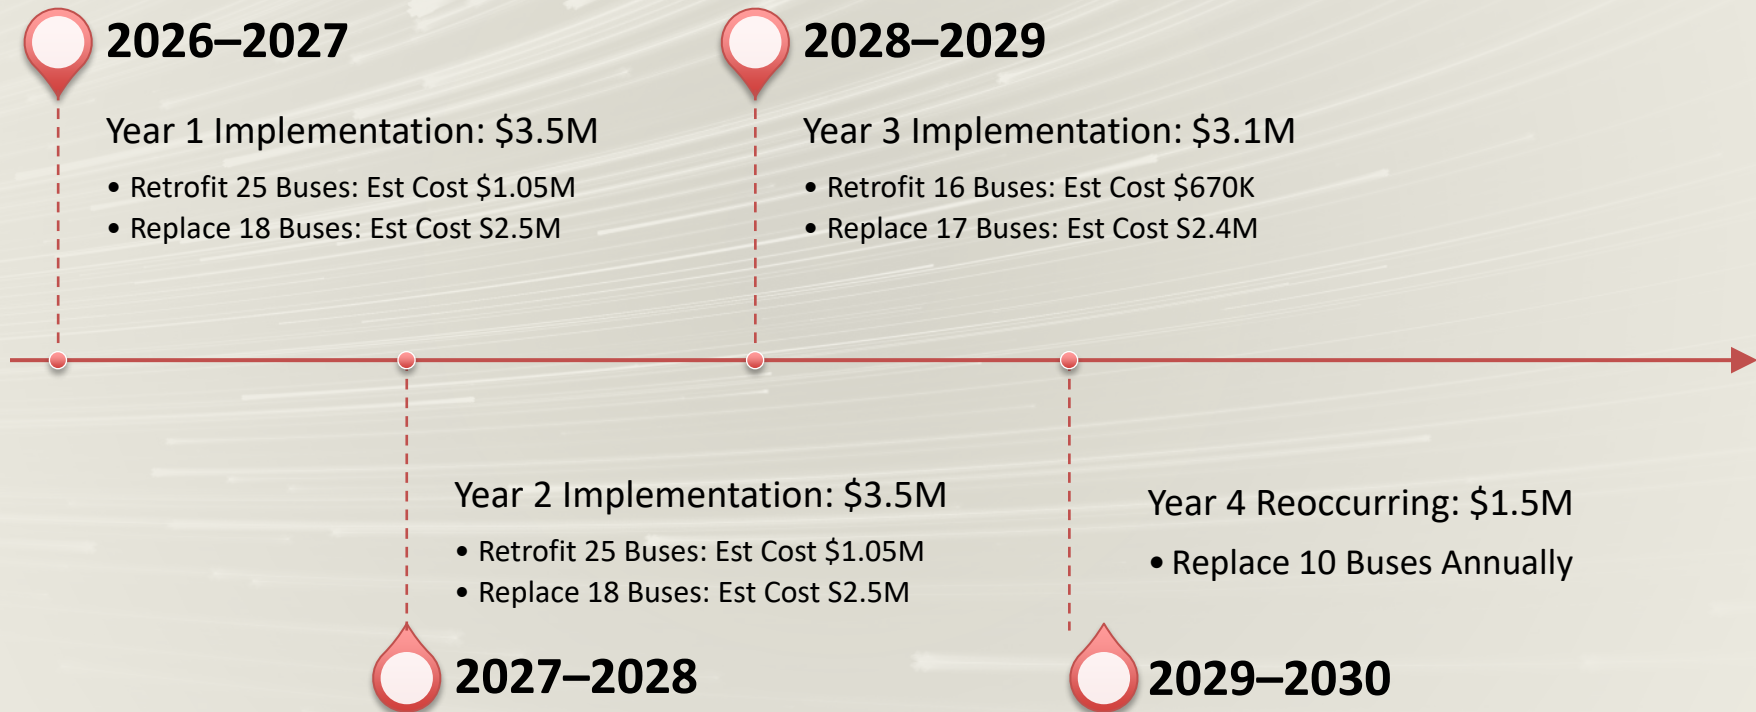 2026–2027
Year 1 Implementation: $3.5M
• Retrofit 25 Buses: Est Cost $1.05M
• Replace 18 Buses: Est Cost S2.5M
2028–2029
Year 3 Implementation: $3.1M
• Retrofit 16 Buses: Est Cost $670K
• Replace 17 Buses: Est Cost S2.4M
Year 2 Implementation: $3.5M
• Retrofit 25 Buses: Est Cost $1.05M
• Replace 18 Buses: Est Cost S2.5M
2027–2028
Year 4 Reoccurring: $1.5M
• Replace 10 Buses Annually
2029–2030